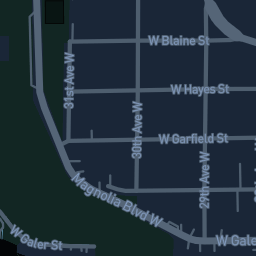 W Blaine St
31st Ave W
W Hayes St
30th Ave W
W Garfield St
29th Ave W
Magnolia Blvd W
W Galer St
W Gale